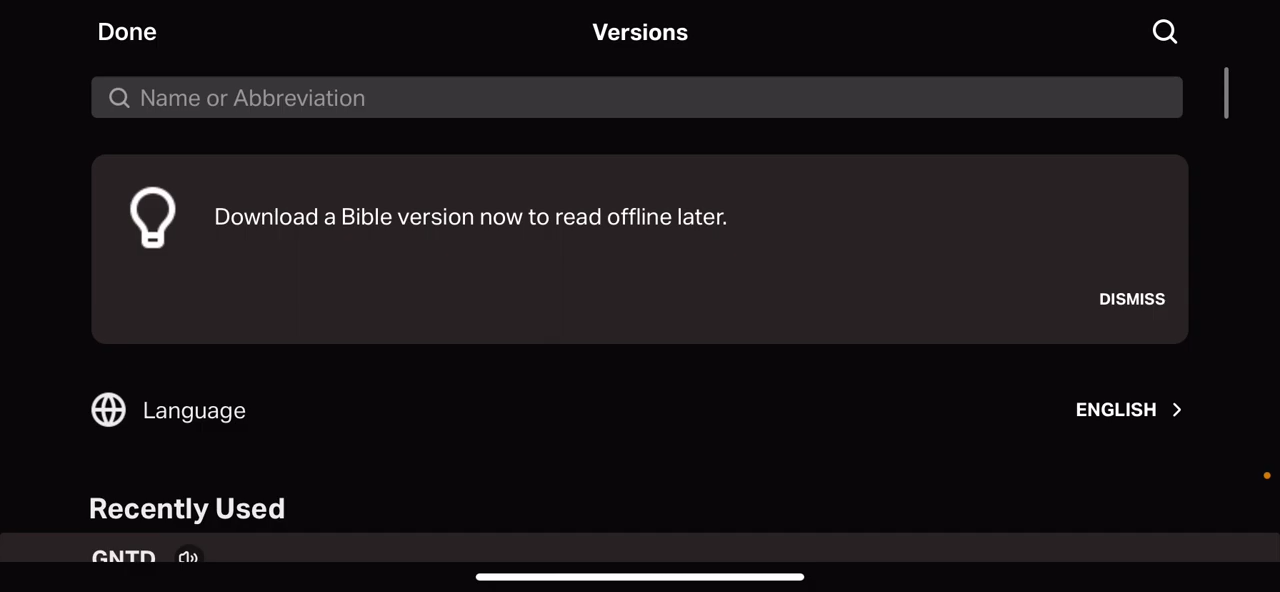 Done
Versions
Name or Abbreviation
Download a Bible version now to read offline later.
DISMISS
Language
ENGLISH
Recently Used
GNTD